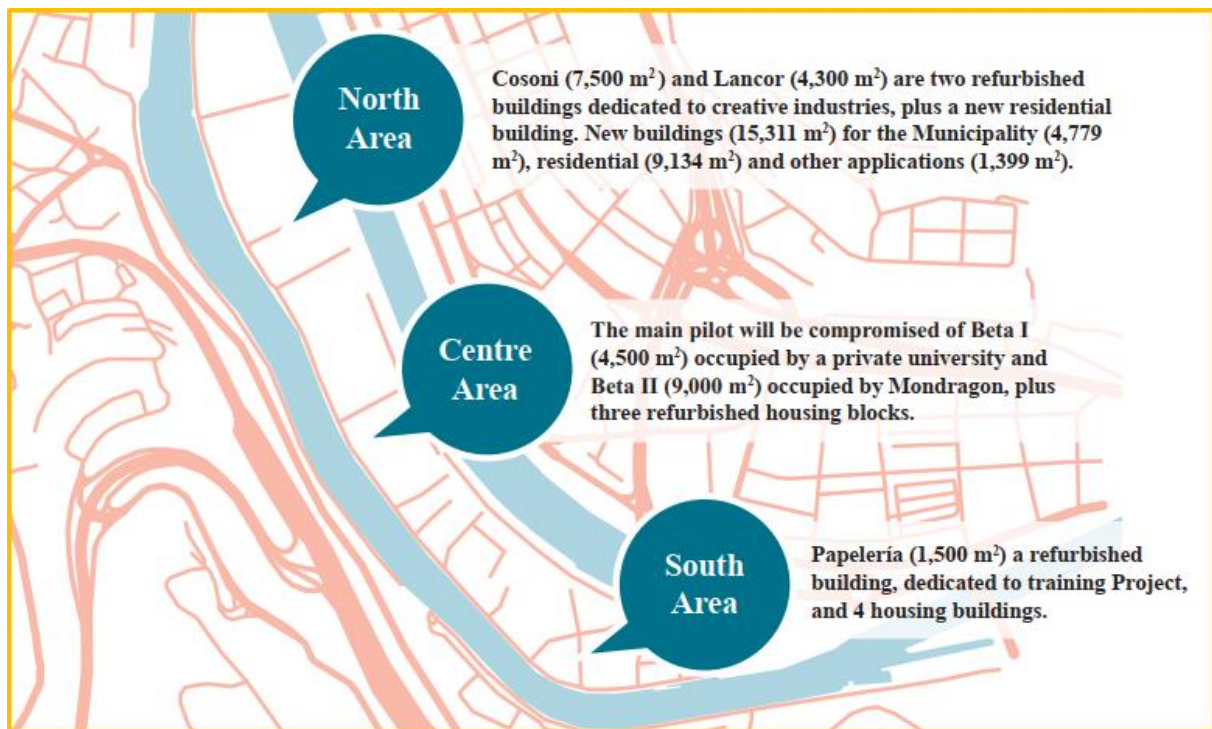 North
Area
Cosoni (7,500 m²) and Lancor (4,300 m²) are two refurbished
buildings dedicated to creative industries, plus a new residential
building. New buildings (15,311 m²) for the Municipality (4,779
m²), residential (9,134 m²) and other applications (1,399 m²).
Centre
Area
The main pilot will be compromised of Beta I
(4,500 m²) occupied by a private university and
Beta II (9,000 m²) occupied by Mondragon, plus
three refurbished housing blocks.
South
Area
Papelería (1,500 m²) a refurbished
building, dedicated to training Project,
and 4 housing buildings.